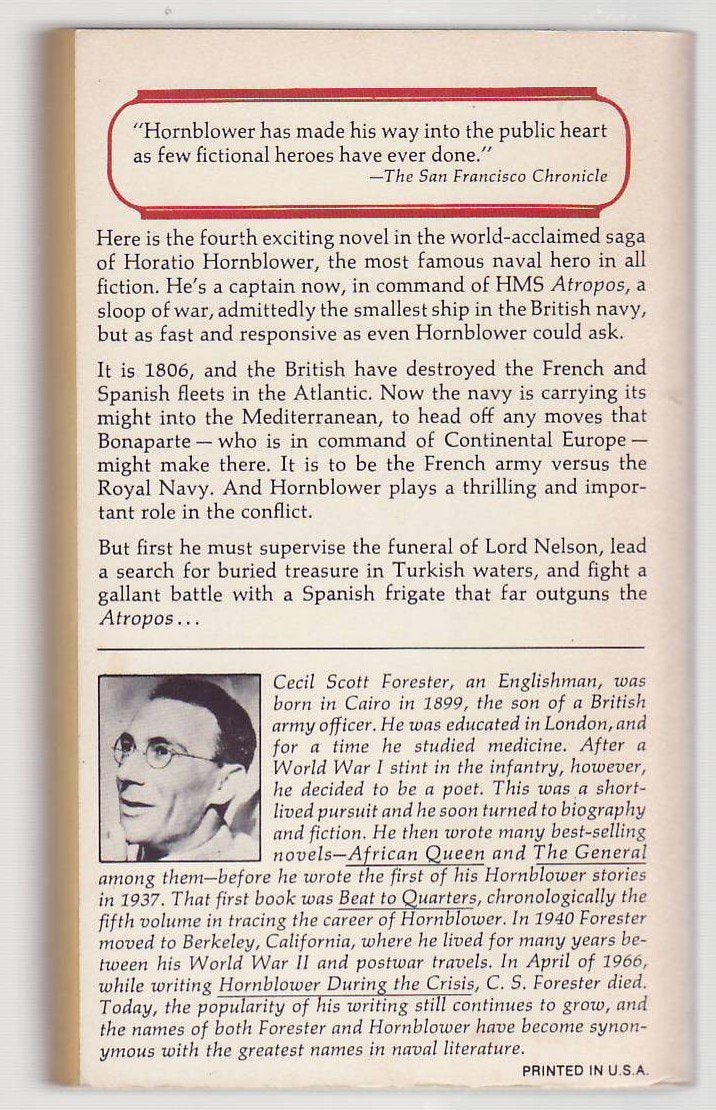 “Hornblower has made his way into the public heart
as few fictional heroes have ever done.”
—The San Francisco Chronicle
Here is the fourth exciting novel in the world-acclaimed saga
of Horatio Hornblower, the most famous naval hero in all
fiction. He's a captain now, in command of HMS Atropos, a
sloop of war, admittedly the smallest ship in the British navy,
but as fast and responsive as even Hornblower could ask.
It is 1806, and the British have destroyed the French and
Spanish fleets in the Atlantic. Now the navy is carrying its
might into the Mediterranean, to head off any moves that
Bonaparte — who is in command of Continental Europe —
might make there. It is to be the French army versus the
Royal Navy. And Hornblower plays a thrilling and impor-
tant role in the conflict.
But first he must supervise the funeral of Lord Nelson, lead
a search for buried treasure in Turkish waters, and fight a
gallant battle with a Spanish frigate that far outguns the
Atropos...
Cecil Scott Forester, an Englishman, was
born in Cairo in 1899, the son of a British
army officer. He was educated in London, and
for a time he studied medicine. After a
World War I stint in the infantry, however,
he decided to be a poet. This was a short-
lived pursuit and he soon turned to biography
and fiction. He then wrote many best-selling
novels—African Queen and The General
among them—before he wrote the first of his Hornblower stories
in 1937. That first book was Beat to Quarters, chronologically the
fifth volume in tracing the career of Hornblower. In 1940 Forester
moved to Berkeley, California, where he lived for many years be-
tween his World War II and postwar travels. In April of 1966,
while writing Hornblower During the Crisis, C. S. Forester died.
Today, the popularity of his writing still continues to grow, and
the names of both Forester and Hornblower have become synon-
ymous with the greatest names in naval literature.
PRINTED IN U.S.A.